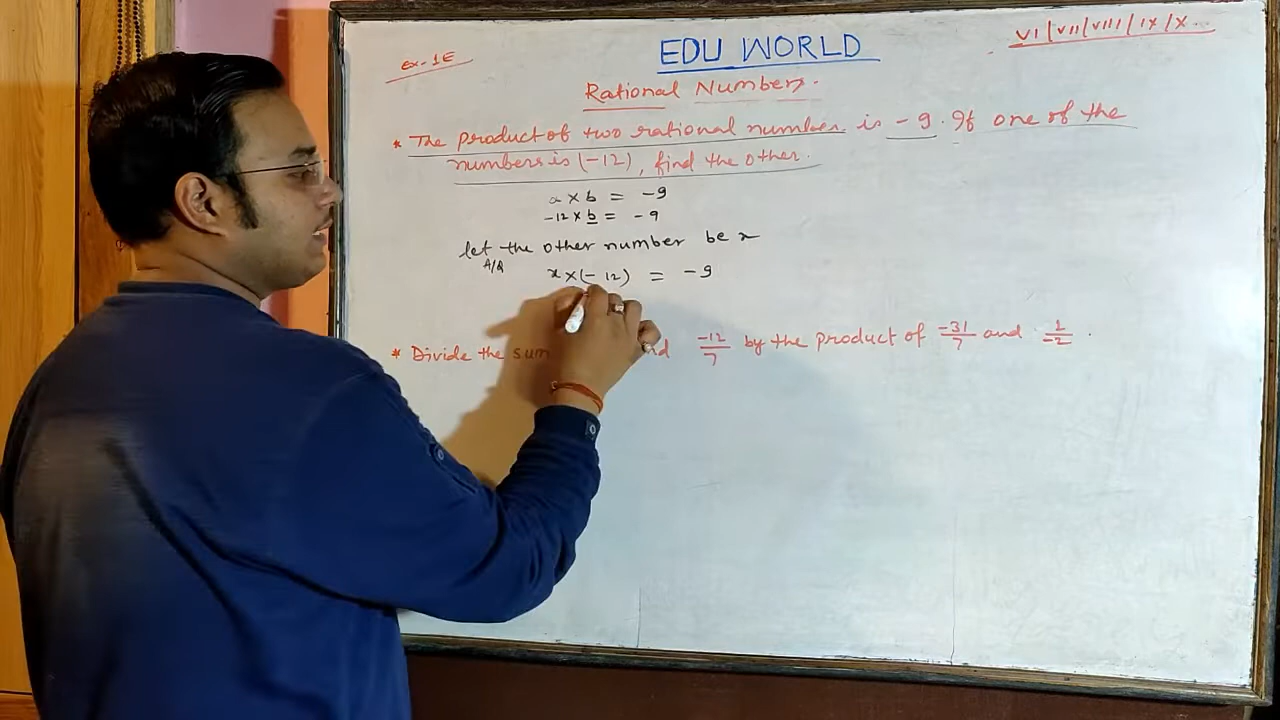 ex-1E
EDU WORLD
VI/VII/VIII/IX/X...
Rational Numbers.
* The product of two rational number is -9. If one of the
numbers is (-12), find the other.
a × b = -9
-12 × b = -9
let the other number be x
A/Q x × (-12) = -9
* Divide the sum nd -12/7 by the product of -31/7 and 1/-2.